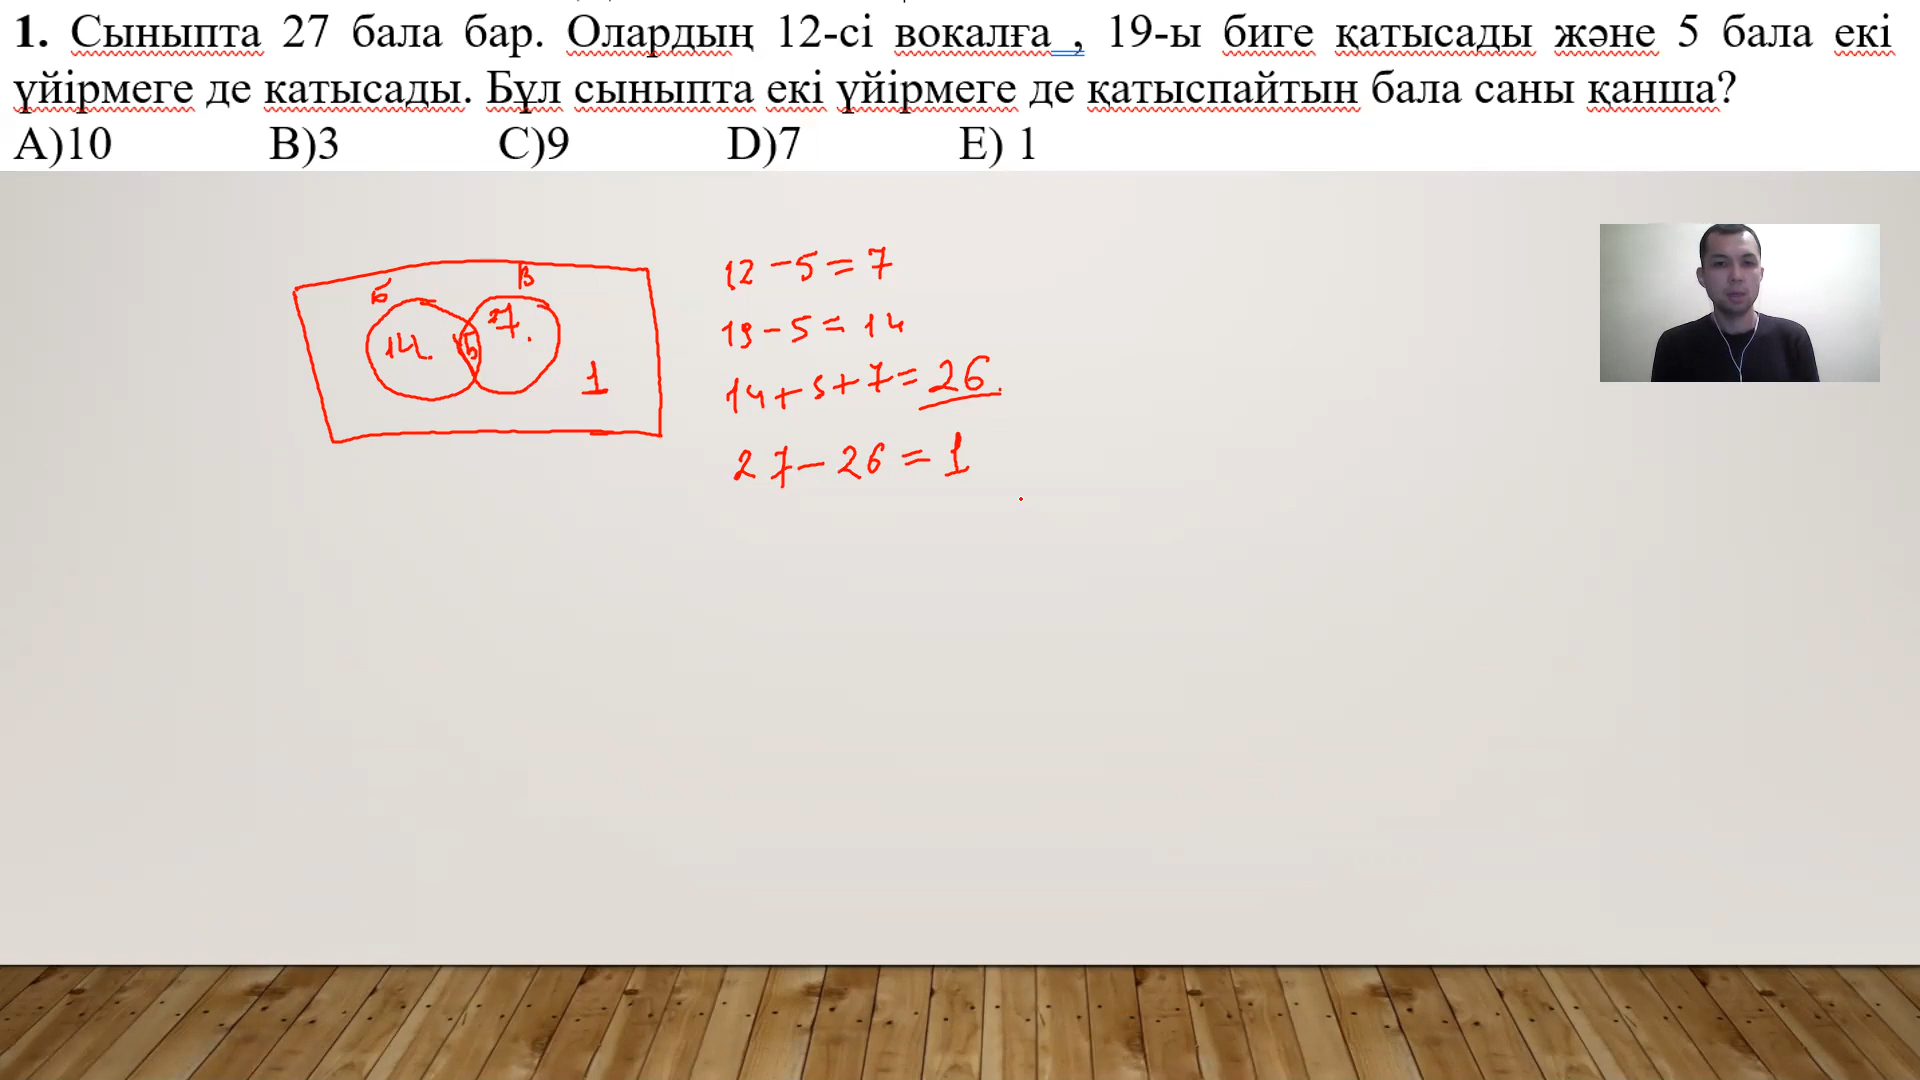 1. Сыныпта 27 бала бар. Олардың 12-сі вокалға , 19-ы биге қатысады және 5 бала екі
үйірмеге де қатысады. Бұл сыныпта екі үйірмеге де қатыспайтын бала саны қанша?
A)10 B)3 C)9 D)7 E) 1
Б В
14. 5 7.
1
12-5=7
19-5=14
14+5+7=26.
27-26=1